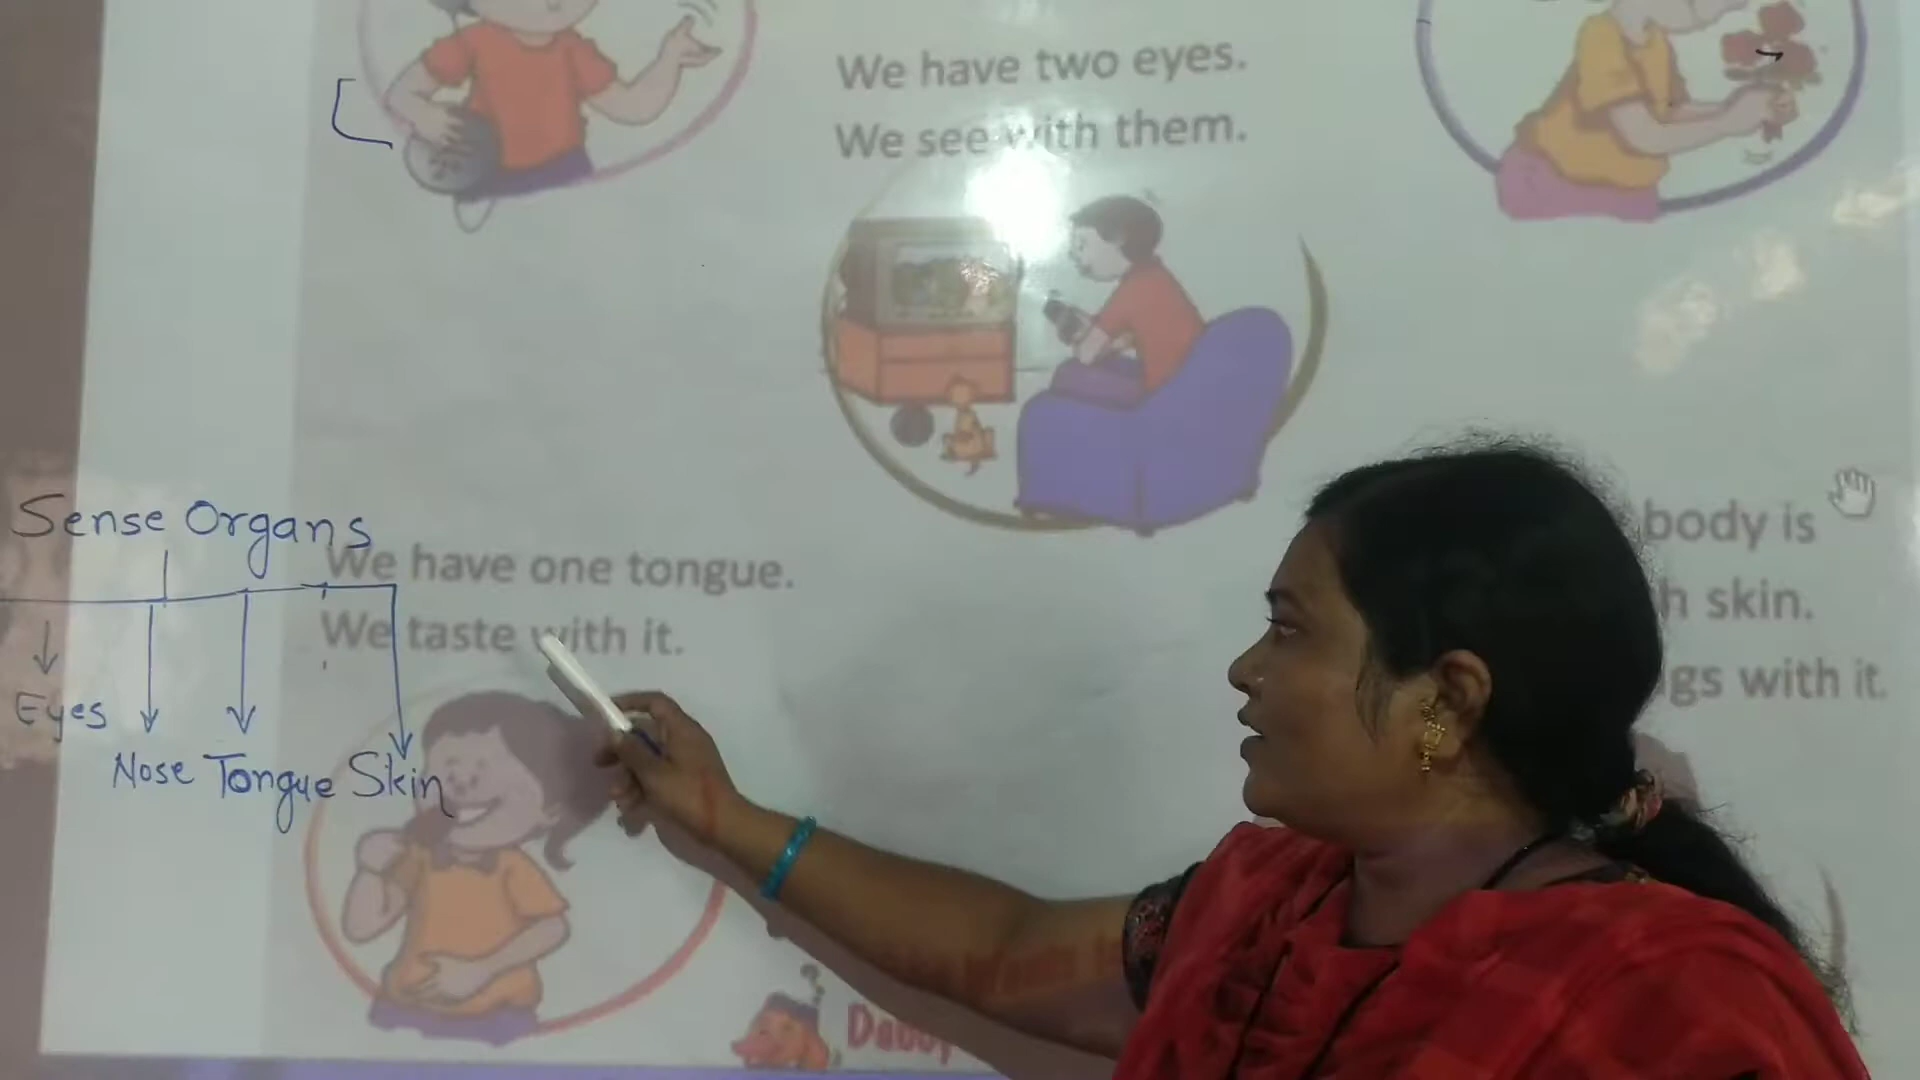 We have two eyes.
We see with them.
Sense Organs
Eyes
Nose Tongue Skin
We have one tongue.
We taste with it.
body is
skin.
with it.